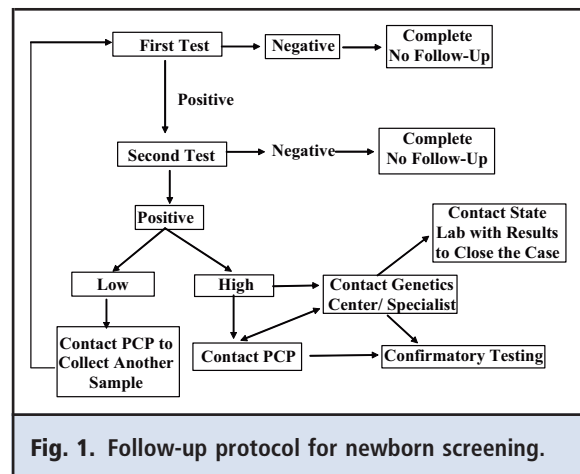 First Test
Negative
Complete
No Follow-Up
Positive
Second Test
Negative
Complete
No Follow-Up
Positive
Contact State
Lab with Results
to Close the Case
Low
High
Contact Genetics
Center/ Specialist
Contact PCP to
Collect Another
Sample
Contact PCP
Confirmatory Testing
Fig. 1. Follow-up protocol for newborn screening.